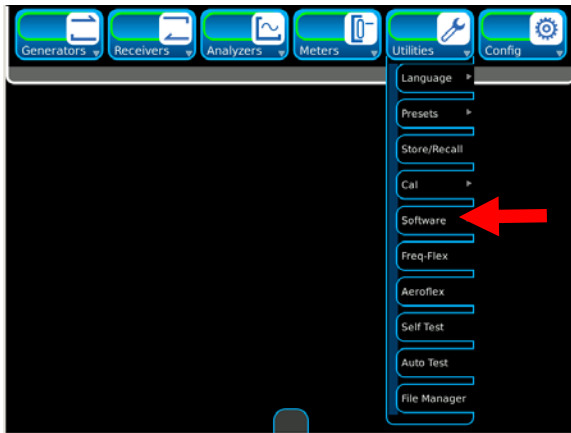 Generators
Receivers
Analyzers
Meters
Utilities
Config
Language
Presets
Store/Recall
Cal
Software
Freq-Flex
Aeroflex
Self Test
Auto Test
File Manager